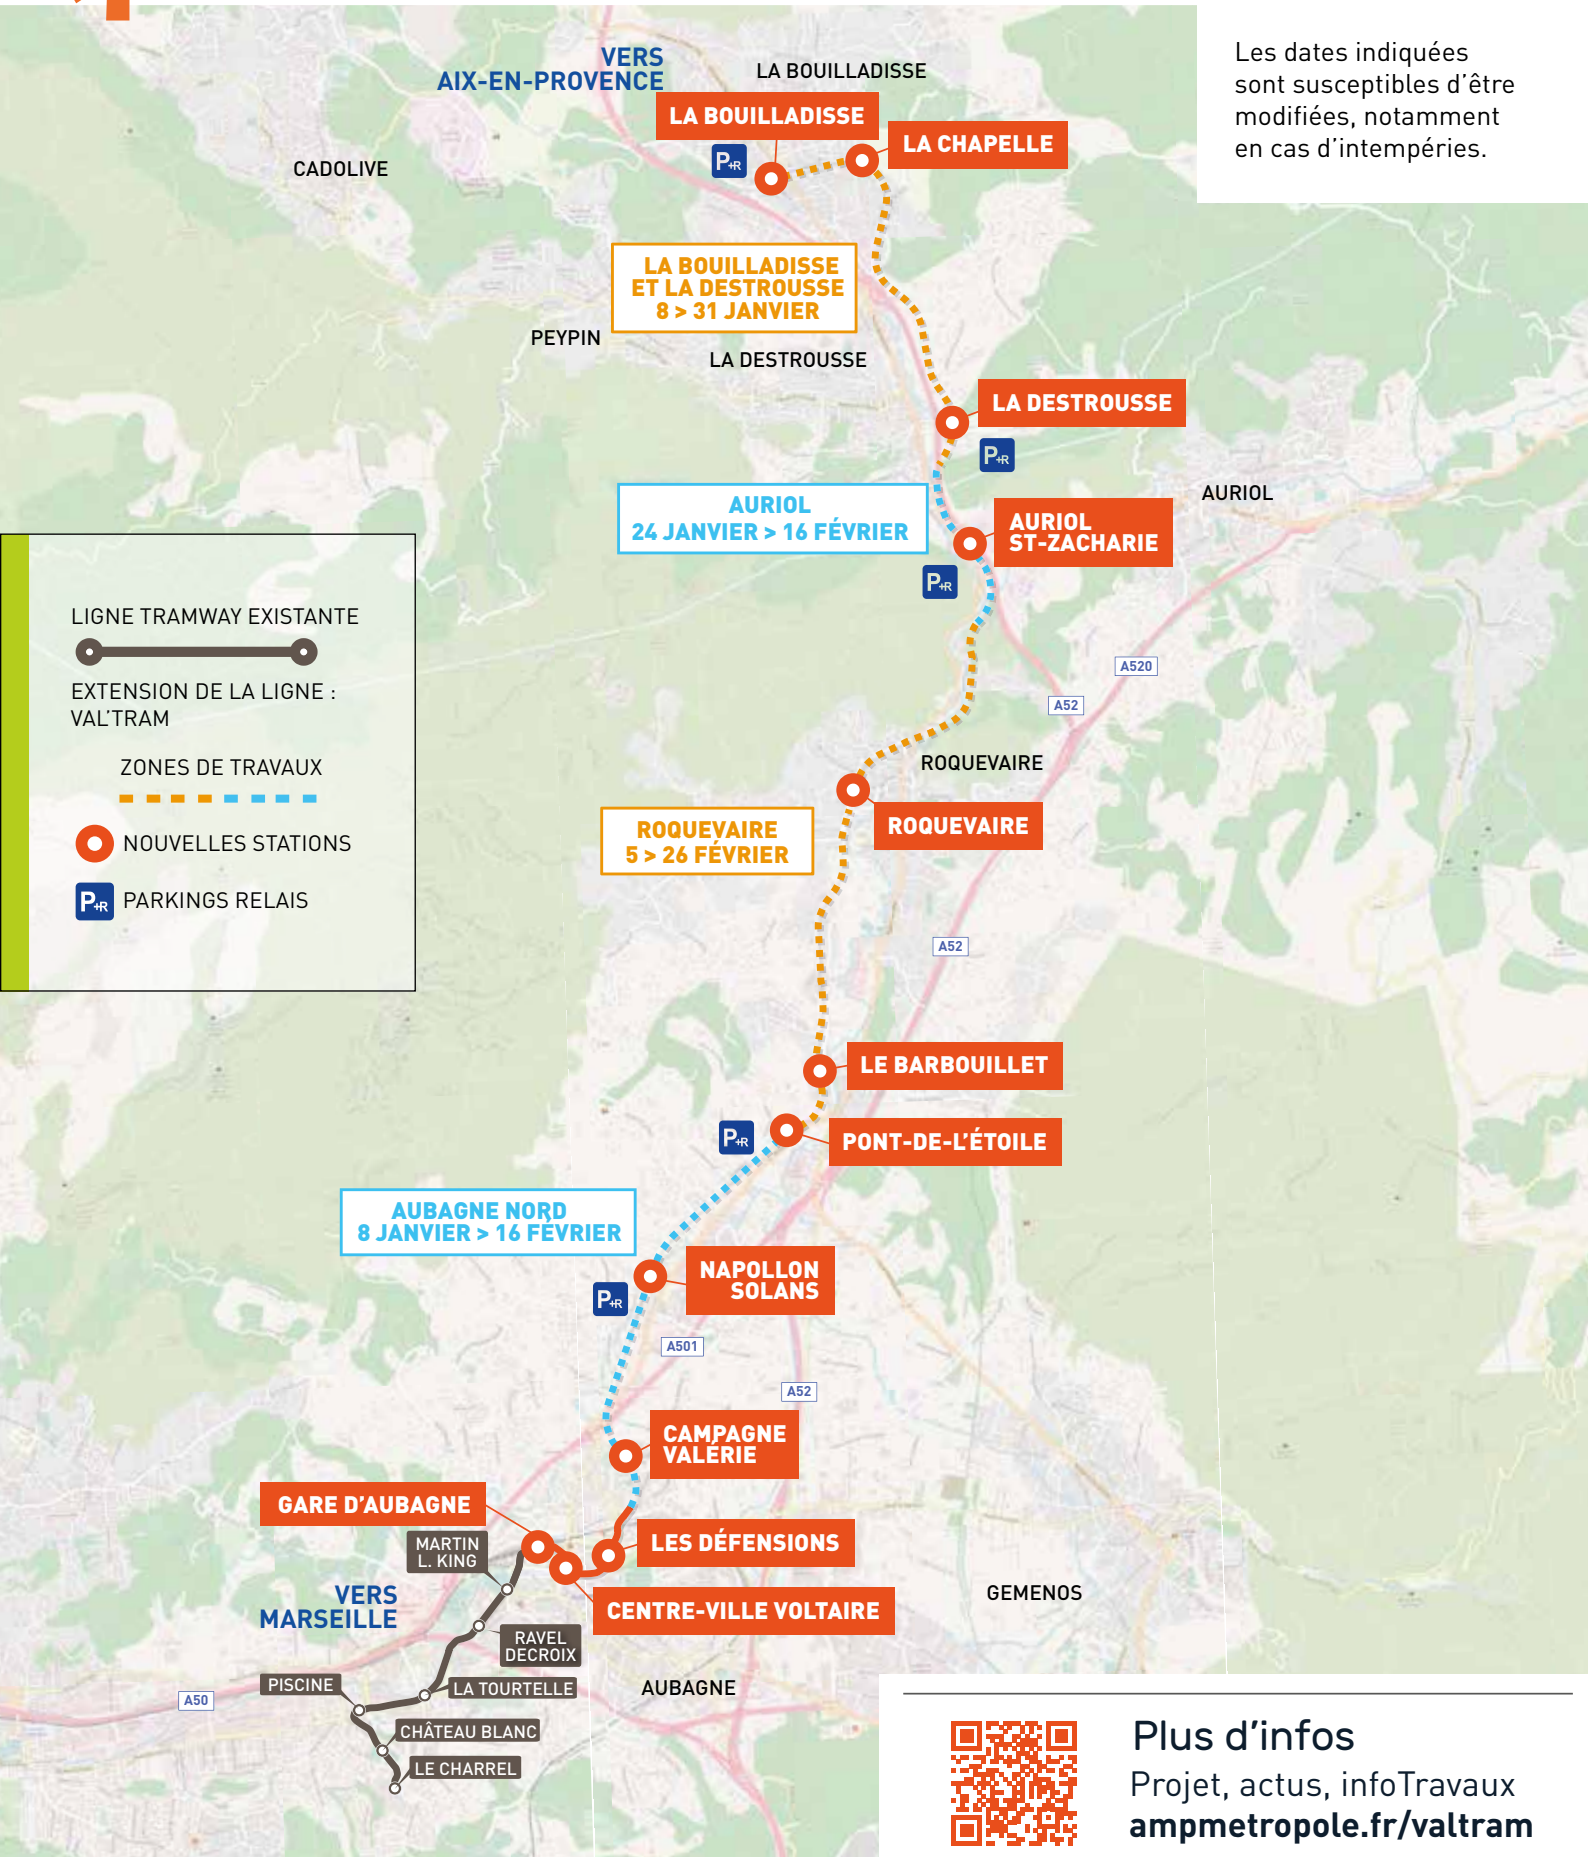 Les dates indiquées
sont susceptibles d'être
modifiées, notamment
en cas d'intempéries.
VERS
AIX-EN-PROVENCE
LA BOUILLADISSE
LA BOUILLADISSE
P+R
LA CHAPELLE
CADOLIVE
LA BOUILLADISSE
ET LA DESTROUSSE
8 > 31 JANVIER
PEYPIN
LA DESTROUSSE
LA DESTROUSSE
P+R
AURIOL
AURIOL
24 JANVIER > 16 FÉVRIER
AURIOL
ST-ZACHARIE
P+R
LIGNE TRAMWAY EXISTANTE
EXTENSION DE LA LIGNE :
VAL'TRAM
ZONES DE TRAVAUX
NOUVELLES STATIONS
P+R PARKINGS RELAIS
A520
A52
ROQUEVAIRE
ROQUEVAIRE
ROQUEVAIRE
5 > 26 FÉVRIER
A52
LE BARBOUILLET
P+R
PONT-DE-L'ÉTOILE
AUBAGNE NORD
8 JANVIER > 16 FÉVRIER
NAPOLLON
SOLANS
P+R
A501
A52
CAMPAGNE
VALÉRIE
GARE D'AUBAGNE
MARTIN
L. KING
LES DÉFENSIONS
VERS
MARSEILLE
CENTRE-VILLE VOLTAIRE
GEMENOS
RAVEL
DECROIX
PISCINE
LA TOURTELLE
A50
AUBAGNE
CHÂTEAU BLANC
LE CHARREL
Plus d'infos
Projet, actus, infoTravaux
ampmetropole.fr/valtram